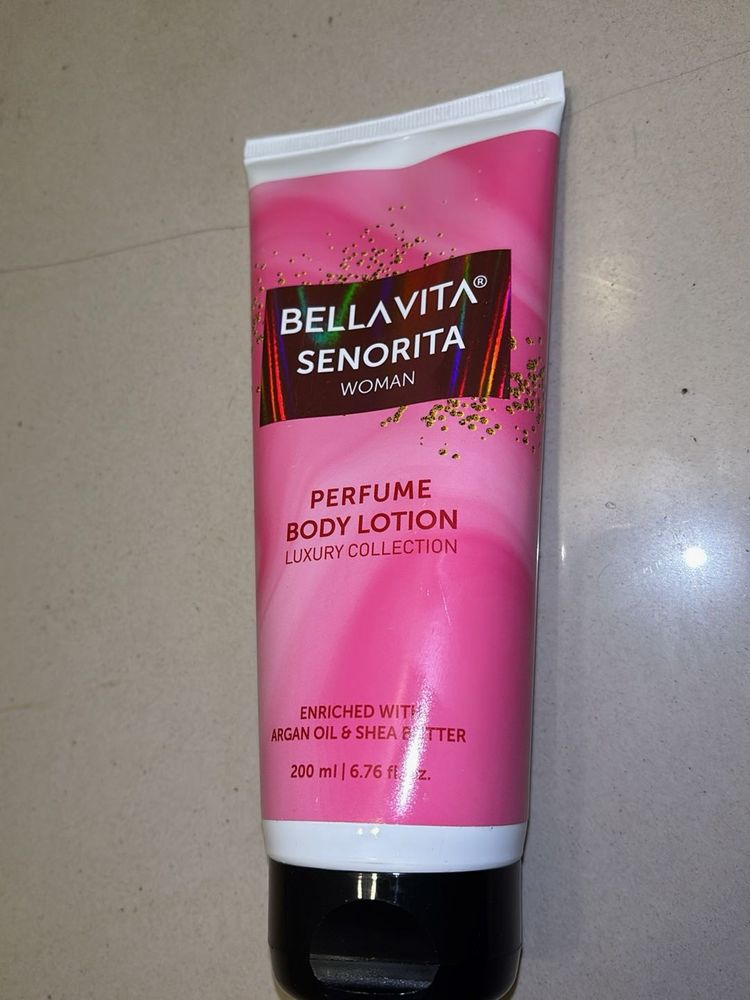 BELLAVITA®
SENORITA
WOMAN
PERFUME
BODY LOTION
LUXURY COLLECTION
ENRICHED WITH
ARGAN OIL & SHEA BUTTER
200 ml | 6.76 fl. oz.